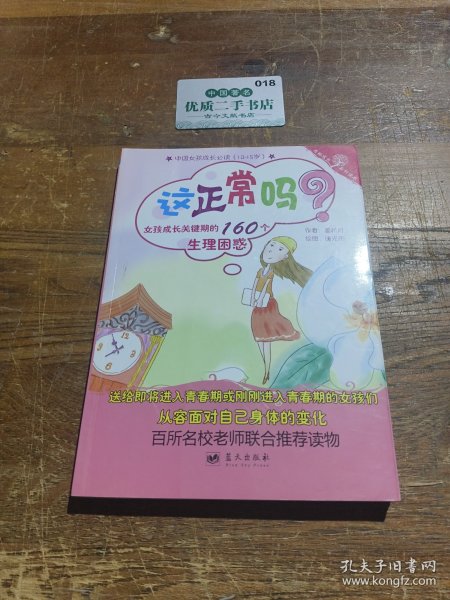 018
中国著名
优质二手书店
——古今文献书店
★中国女孩成长必读（10-15岁）★
这正常吗?
女孩成长关键期的160个
生理困惑
送给即将进入青春期或刚刚进入青春期的女孩们
从容面对自己身体的变化
百所名校老师联合推荐读物
蓝天出版社
Blue Sky Press
孔夫子旧书网
www.kongfz.com